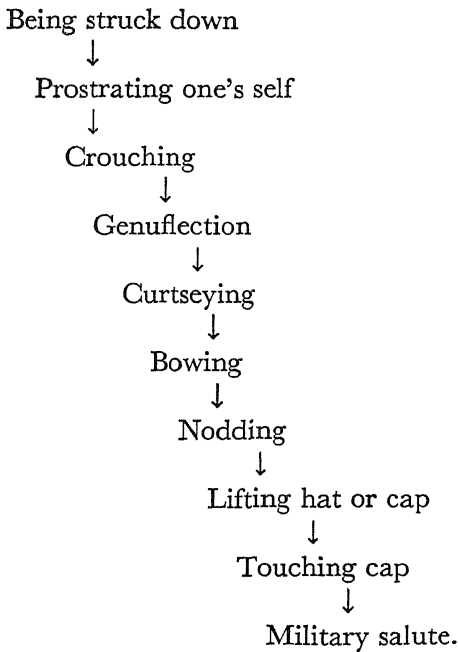 Being struck down
↓
Prostrating one's self
↓
Crouching
↓
Genuflection
↓
Curtseying
↓
Bowing
↓
Nodding
↓
Lifting hat or cap
↓
Touching cap
↓
Military salute.